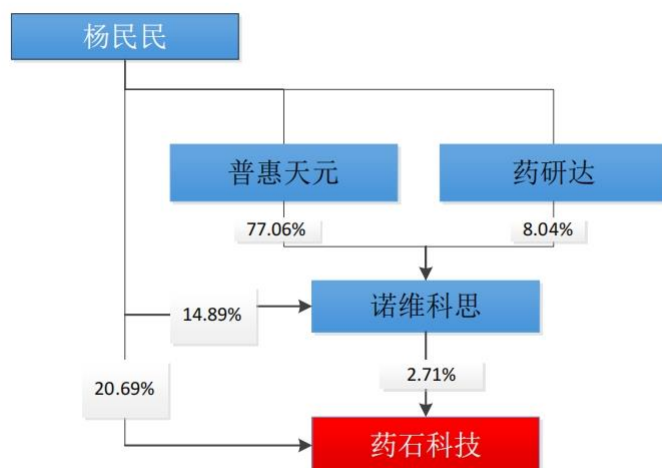 杨民民
普惠天元
药研达
77.06%
8.04%
诺维科思
14.89%
2.71%
20.69%
药石科技